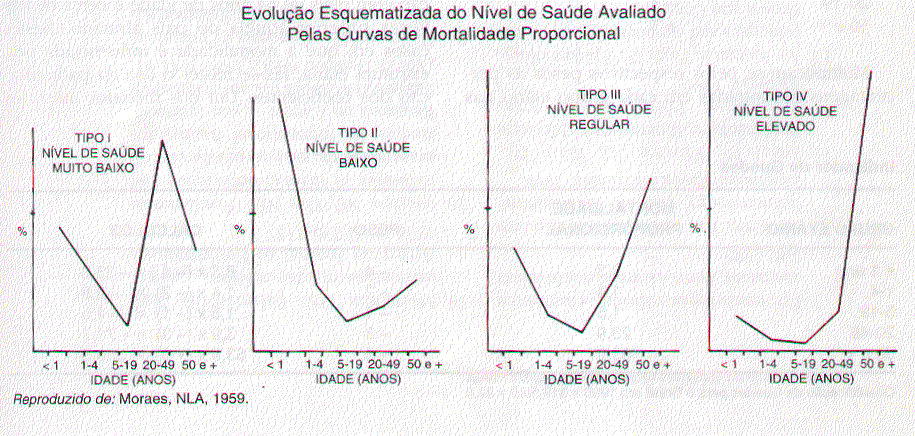 Evolução Esquematizada do Nível de Saúde Avaliado
Pelas Curvas de Mortalidade Proporcional
TIPO I
NÍVEL DE SAÚDE
MUITO BAIXO
%
< 1 1-4 5-19 20-49 50 e +
IDADE (ANOS)
TIPO II
NÍVEL DE SAÚDE
BAIXO
%
< 1 1-4 5-19 20-49 50 e +
IDADE (ANOS)
TIPO III
NÍVEL DE SAÚDE
REGULAR
%
< 1 1-4 5-19 20-49 50 e +
IDADE (ANOS)
TIPO IV
NÍVEL DE SAÚDE
ELEVADO
%
< 1 1-4 5-19 20-49 50 e +
IDADE (ANOS)
Reproduzido de: Moraes, NLA, 1959.